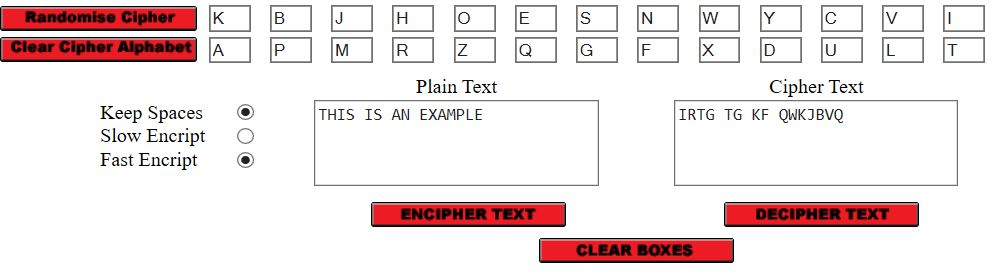 Randomise Cipher K B J H O E S N W Y C V I
Clear Cipher Alphabet A P M R Z Q G F X D U L T
Plain Text Cipher Text
Keep Spaces THIS IS AN EXAMPLE IRTG TG KF QWKJBVQ
Slow Encript
Fast Encript
ENCIPHER TEXT DECIPHER TEXT
CLEAR BOXES